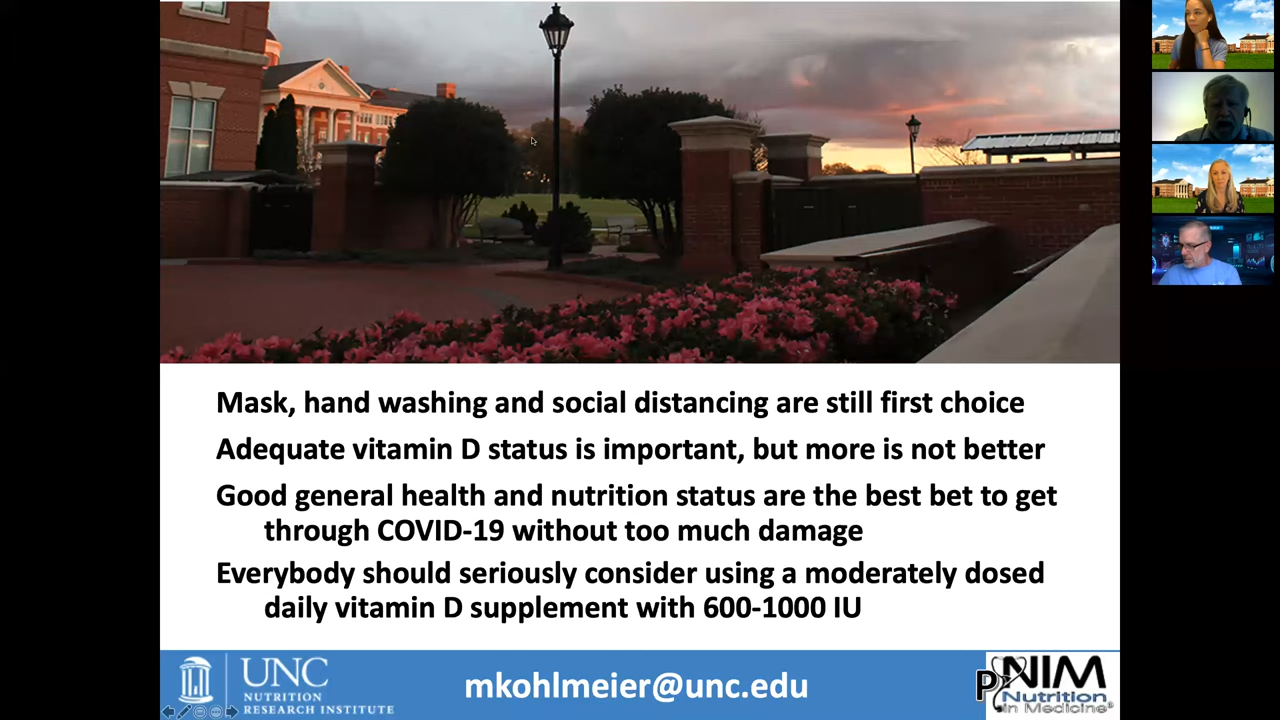 Mask, hand washing and social distancing are still first choice
Adequate vitamin D status is important, but more is not better
Good general health and nutrition status are the best bet to get
through COVID-19 without too much damage
Everybody should seriously consider using a moderately dosed
daily vitamin D supplement with 600-1000 IU
UNC
NUTRITION
RESEARCH INSTITUTE
mkohlmeier@unc.edu
P
NIM
Nutrition
in Medicine®